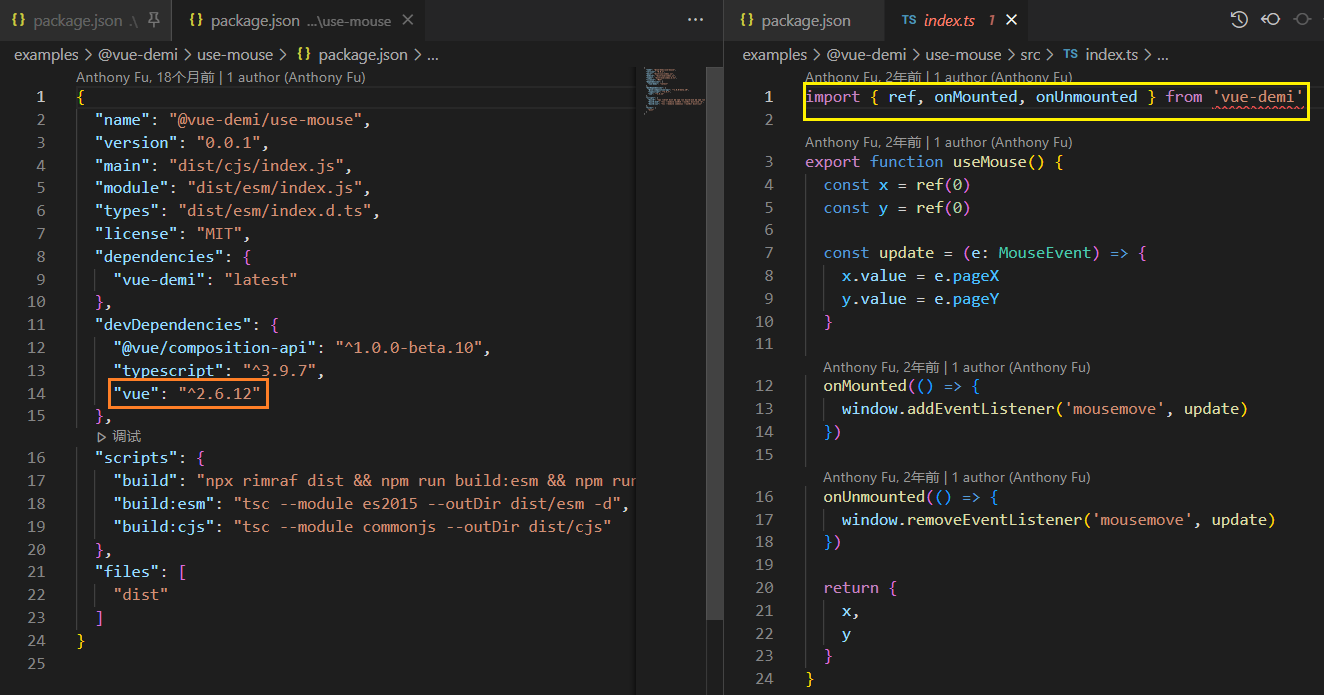 {} package.json .\
{} package.json ...\use-mouse
examples > @vue-demi > use-mouse > {} package.json > ...
Anthony Fu, 18个月前 | 1 author (Anthony Fu)
1 {
2 "name": "@vue-demi/use-mouse",
3 "version": "0.0.1",
4 "main": "dist/cjs/index.js",
5 "module": "dist/esm/index.js",
6 "types": "dist/esm/index.d.ts",
7 "license": "MIT",
8 "dependencies": {
9 "vue-demi": "latest"
10 },
11 "devDependencies": {
12 "@vue/composition-api": "^1.0.0-beta.10",
13 "typescript": "^3.9.7",
14 "vue": "^2.6.12"
15 },
调试
16 "scripts": {
17 "build": "npx rimraf dist && npm run build:esm && npm run
18 "build:esm": "tsc --module es2015 --outDir dist/esm -d",
19 "build:cjs": "tsc --module commonjs --outDir dist/cjs"
20 },
21 "files": [
22 "dist"
23 ]
24 }
25
{} package.json
TS index.ts 1
examples > @vue-demi > use-mouse > src > TS index.ts > ...
Anthony Fu, 2年前 | 1 author (Anthony Fu)
1 import { ref, onMounted, onUnmounted } from 'vue-demi'
2
Anthony Fu, 2年前 | 1 author (Anthony Fu)
3 export function useMouse() {
4 const x = ref(0)
5 const y = ref(0)
6
7 const update = (e: MouseEvent) => {
8 x.value = e.pageX
9 y.value = e.pageY
10 }
11
Anthony Fu, 2年前 | 1 author (Anthony Fu)
12 onMounted(() => {
13 window.addEventListener('mousemove', update)
14 })
15
Anthony Fu, 2年前 | 1 author (Anthony Fu)
16 onUnmounted(() => {
17 window.removeEventListener('mousemove', update)
18 })
19
20 return {
21 x,
22 y
23 }
24 }